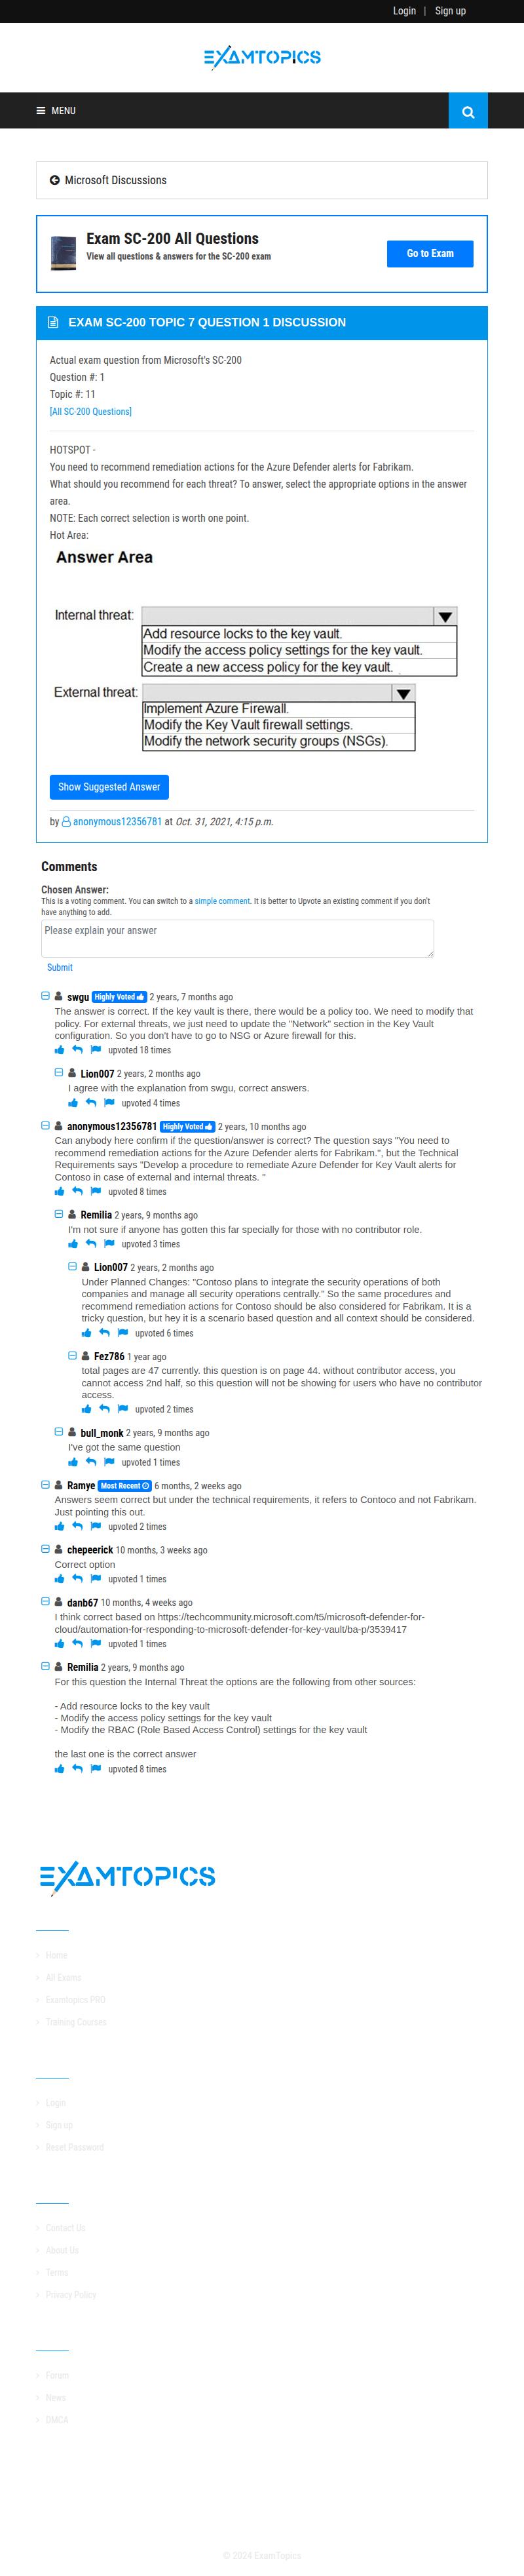 Login | Sign up
EXAMTOPICS
MENU
Microsoft Discussions
Exam SC-200 All Questions
View all questions & answers for the SC-200 exam
Go to Exam
EXAM SC-200 TOPIC 7 QUESTION 1 DISCUSSION
Actual exam question from Microsoft's SC-200
Question #: 1
Topic #: 11
[All SC-200 Questions]
HOTSPOT -
You need to recommend remediation actions for the Azure Defender alerts for Fabrikam.
What should you recommend for each threat? To answer, select the appropriate options in the answer
area.
NOTE: Each correct selection is worth one point.
Hot Area:
Answer Area
Internal threat:
Add resource locks to the key vault.
Modify the access policy settings for the key vault.
Create a new access policy for the key vault.
External threat:
Implement Azure Firewall.
Modify the Key Vault firewall settings.
Modify the network security groups (NSGs).
Show Suggested Answer
by anonymous12356781 at Oct. 31, 2021, 4:15 p.m.
Comments
Chosen Answer:
This is a voting comment. You can switch to a simple comment. It is better to Upvote an existing comment if you don't
have anything to add.
Please explain your answer
Submit
swgu Highly Voted 2 years, 7 months ago
The answer is correct. If the key vault is there, there would be a policy too. We need to modify that
policy. For external threats, we just need to update the "Network" section in the Key Vault
configuration. So you don't have to go to NSG or Azure firewall for this.
upvoted 18 times
Lion007 2 years, 2 months ago
I agree with the explanation from swgu, correct answers.
upvoted 4 times
anonymous12356781 Highly Voted 2 years, 10 months ago
Can anybody here confirm if the question/answer is correct? The question says "You need to
recommend remediation actions for the Azure Defender alerts for Fabrikam.", but the Technical
Requirements says "Develop a procedure to remediate Azure Defender for Key Vault alerts for
Contoso in case of external and internal threats. "
upvoted 8 times
Remilia 2 years, 9 months ago
I'm not sure if anyone has gotten this far specially for those with no contributor role.
upvoted 3 times
Lion007 2 years, 2 months ago
Under Planned Changes: "Contoso plans to integrate the security operations of both
companies and manage all security operations centrally." So the same procedures and
recommend remediation actions for Contoso should be also considered for Fabrikam. It is a
tricky question, but hey it is a scenario based question and all context should be considered.
upvoted 6 times
Fez786 1 year ago
total pages are 47 currently. this question is on page 44. without contributor access, you
cannot access 2nd half, so this question will not be showing for users who have no contributor
access.
upvoted 2 times
bull_monk 2 years, 9 months ago
I've got the same question
upvoted 1 times
Ramye Most Recent 6 months, 2 weeks ago
Answers seem correct but under the technical requirements, it refers to Contoco and not Fabrikam.
Just pointing this out.
upvoted 2 times
chepeerick 10 months, 3 weeks ago
Correct option
upvoted 1 times
danb67 10 months, 4 weeks ago
I think correct based on https://techcommunity.microsoft.com/t5/microsoft-defender-for-
cloud/automation-for-responding-to-microsoft-defender-for-key-vault/ba-p/3539417
upvoted 1 times
Remilia 2 years, 9 months ago
For this question the Internal Threat the options are the following from other sources:
- Add resource locks to the key vault
- Modify the access policy settings for the key vault
- Modify the RBAC (Role Based Access Control) settings for the key vault
the last one is the correct answer
upvoted 8 times
EXAMTOPICS
Home
All Exams
Examtopics PRO
Training Courses
Login
Sign up
Reset Password
Contact Us
About Us
Terms
Privacy Policy
Forum
News
DMCA
© 2024 ExamTopics